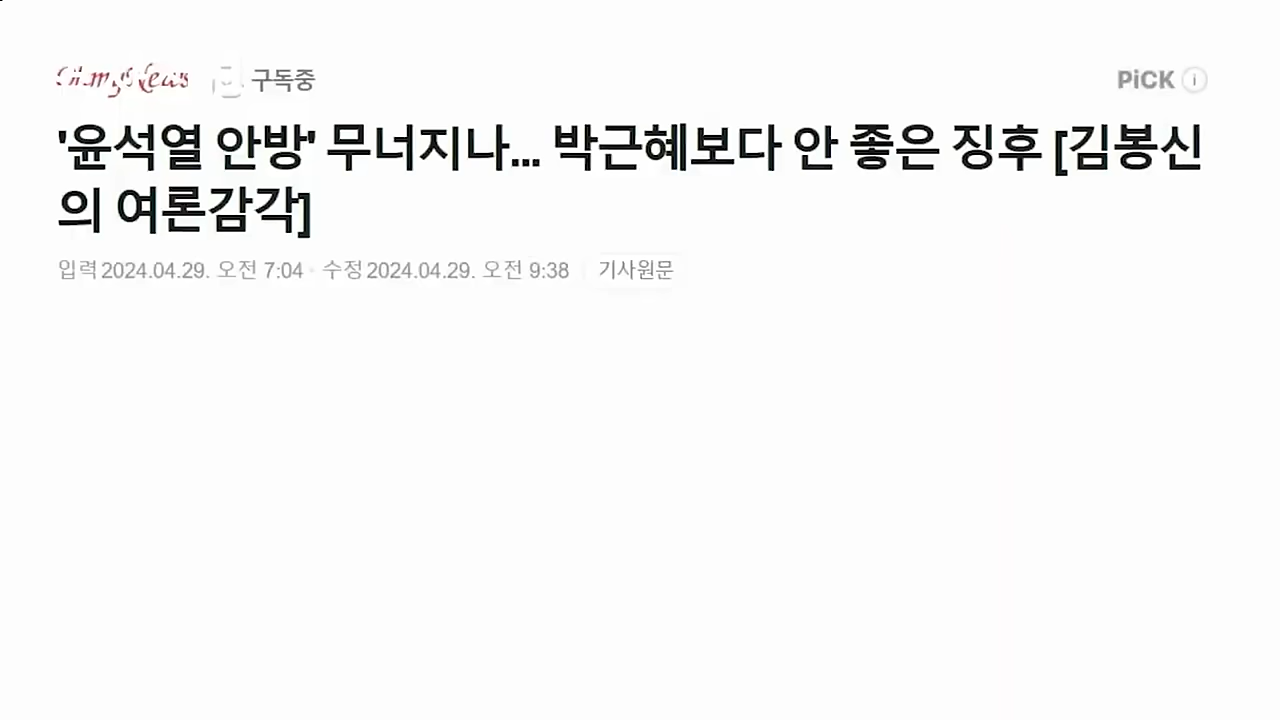 구독중
PiCK
'윤석열 안방' 무너지나... 박근혜보다 안 좋은 징후 [김봉신
의 여론감각]
입력 2024.04.29. 오전 7:04 · 수정 2024.04.29. 오전 9:38 기사원문